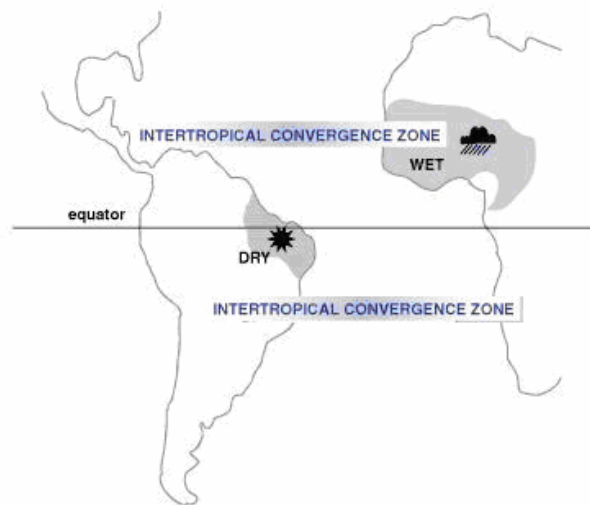 INTERTROPICAL CONVERGENCE ZONE
WET
equator
DRY
INTERTROPICAL CONVERGENCE ZONE